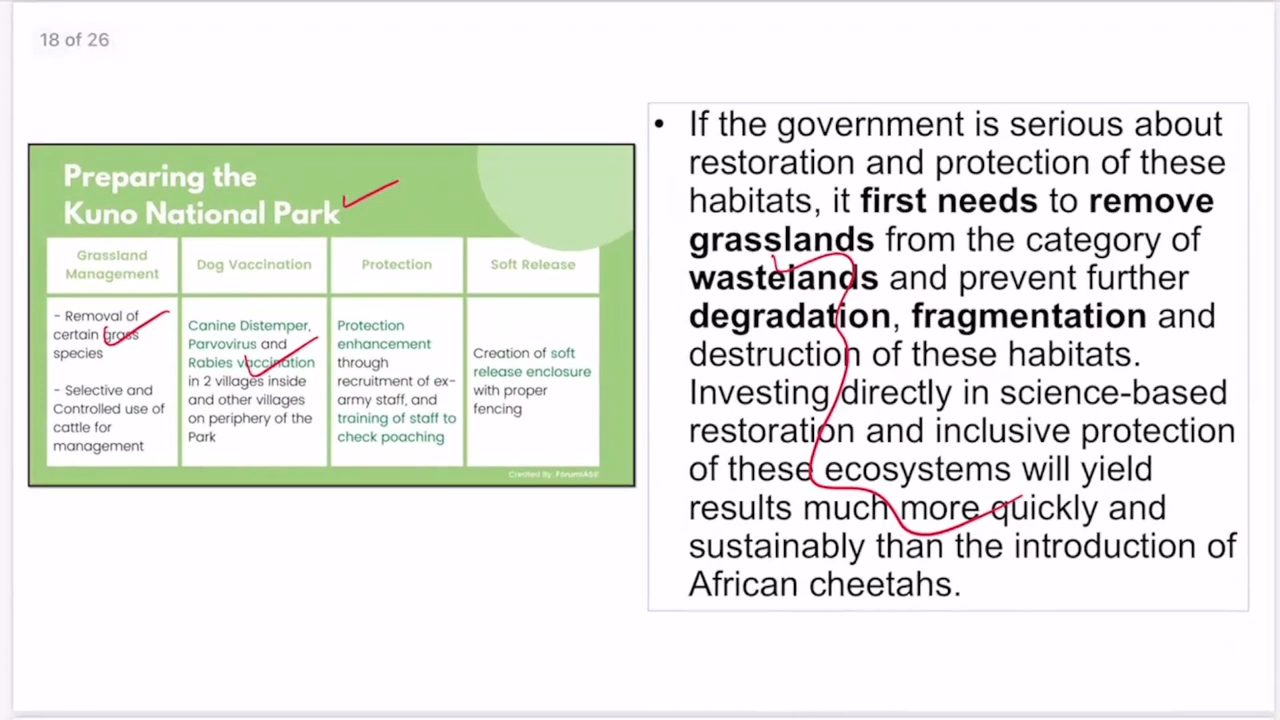 18 of 26
Preparing the
Kuno National Park
Grassland
Management
Dog Vaccination
Protection
Soft Release
- Removal of
certain grass
species
- Selective and
Controlled use of
cattle for
management
Canine Distemper,
Parvovirus and
Rabies vaccination
in 2 villages inside
and other villages
on periphery of the
Park
Protection
enhancement
through
recruitment of ex-
army staff, and
training of staff to
check poaching
Creation of soft
release enclosure
with proper
fencing
Created By: ForumIAS©
• If the government is serious about
restoration and protection of these
habitats, it first needs to remove
grasslands from the category of
wastelands and prevent further
degradation, fragmentation and
destruction of these habitats.
Investing directly in science-based
restoration and inclusive protection
of these ecosystems will yield
results much more quickly and
sustainably than the introduction of
African cheetahs.